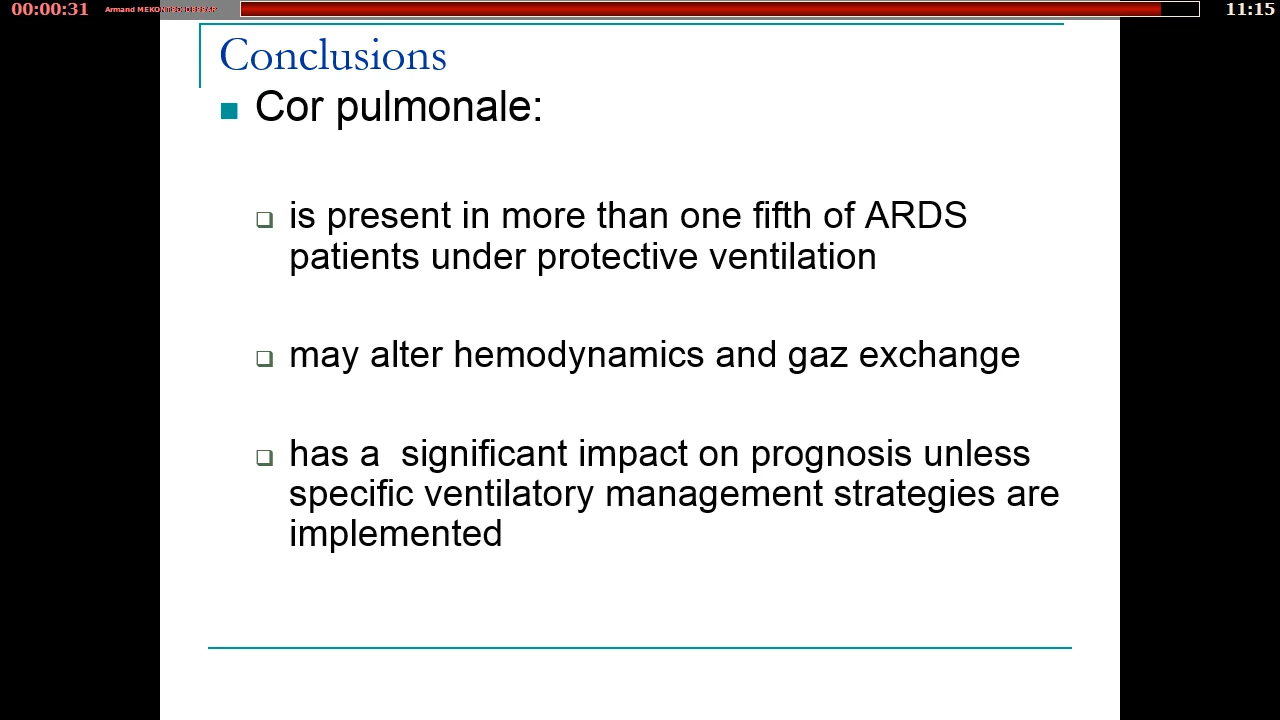 00:00:31 Armand MEKONTSO-DESSAP 11:15
Conclusions
Cor pulmonale:
is present in more than one fifth of ARDS
patients under protective ventilation
may alter hemodynamics and gaz exchange
has a  significant impact on prognosis unless
specific ventilatory management strategies are
implemented